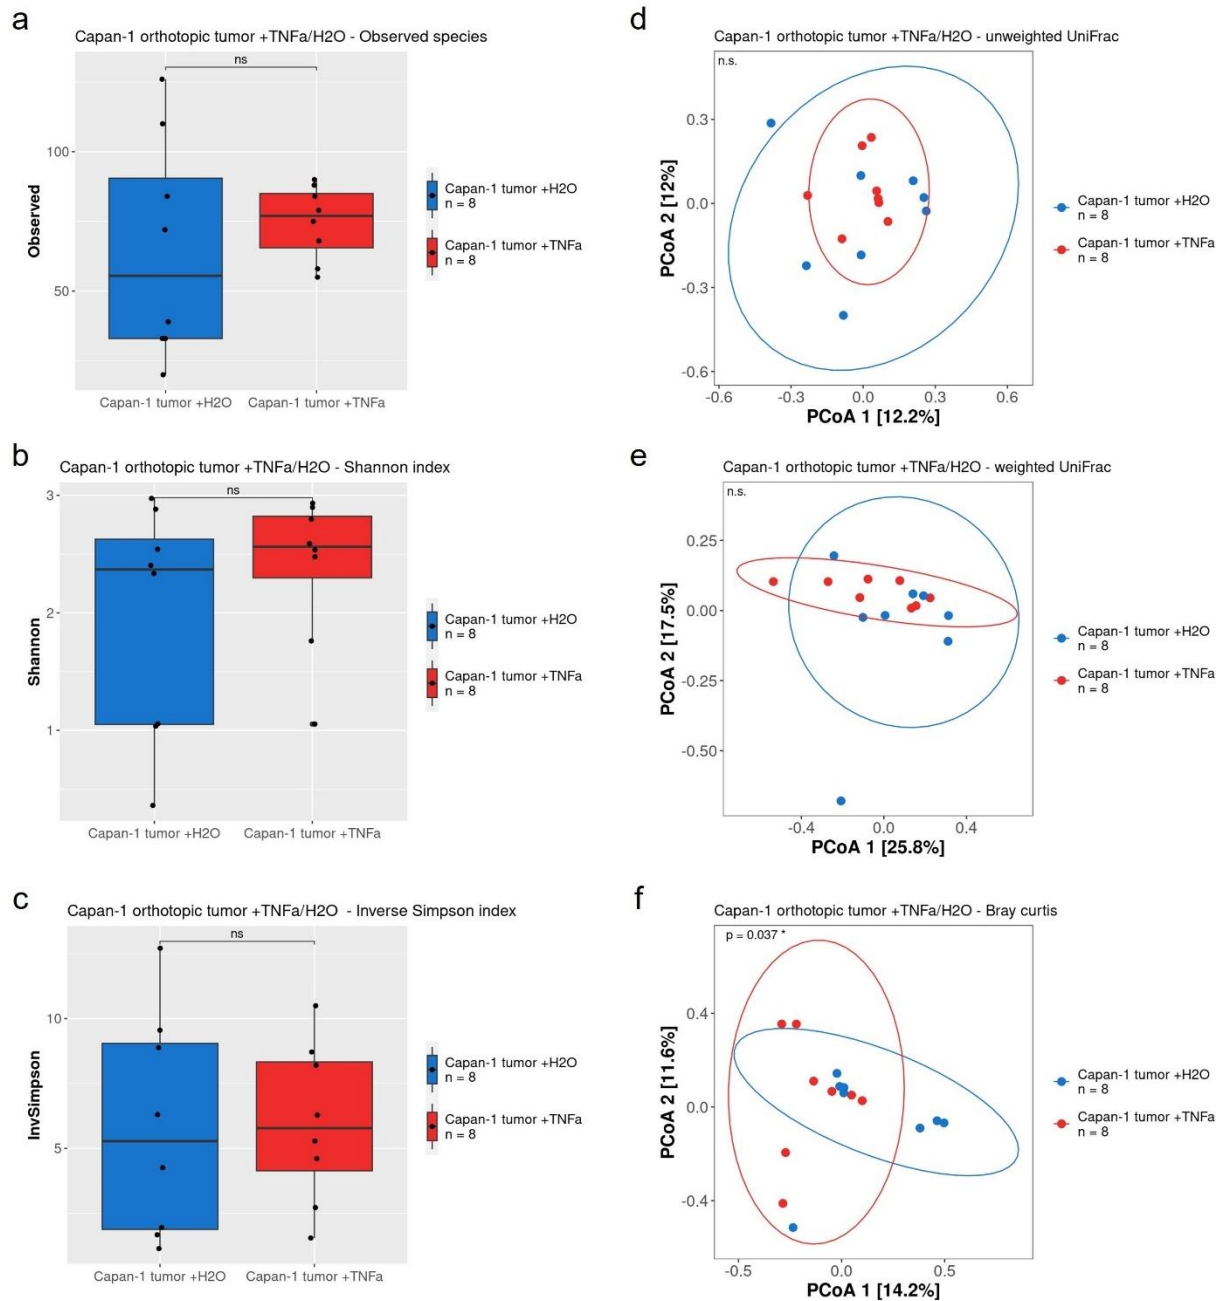 a
Capan-1 orthotopic tumor +TNFa/H2O - Observed species
ns
100
50
Observed
Capan-1 tumor +H2O
Capan-1 tumor +TNFa
Capan-1 tumor +H2O
n = 8
Capan-1 tumor +TNFa
n = 8
b
Capan-1 orthotopic tumor +TNFa/H2O - Shannon index
ns
3
2
1
Shannon
Capan-1 tumor +H2O
Capan-1 tumor +TNFa
Capan-1 tumor +H2O
n = 8
Capan-1 tumor +TNFa
n = 8
c
Capan-1 orthotopic tumor +TNFa/H2O - Inverse Simpson index
ns
10
5
InvSimpson
Capan-1 tumor +H2O
Capan-1 tumor +TNFa
Capan-1 tumor +H2O
n = 8
Capan-1 tumor +TNFa
n = 8
d
Capan-1 orthotopic tumor +TNFa/H2O - unweighted UniFrac
n.s.
0.3
0.0
-0.3
-0.6
PCoA 2 [12%]
-0.6
-0.3
0.0
0.3
0.6
PCoA 1 [12.2%]
Capan-1 tumor +H2O
n = 8
Capan-1 tumor +TNFa
n = 8
e
Capan-1 orthotopic tumor +TNFa/H2O - weighted UniFrac
n.s.
0.25
0.00
-0.25
-0.50
PCoA 2 [17.5%]
-0.4
0.0
0.4
PCoA 1 [25.8%]
Capan-1 tumor +H2O
n = 8
Capan-1 tumor +TNFa
n = 8
f
Capan-1 orthotopic tumor +TNFa/H2O - Bray curtis
p = 0.037 *
0.4
0.0
-0.4
PCoA 2 [11.6%]
-0.5
0.0
0.5
PCoA 1 [14.2%]
Capan-1 tumor +H2O
n = 8
Capan-1 tumor +TNFa
n = 8